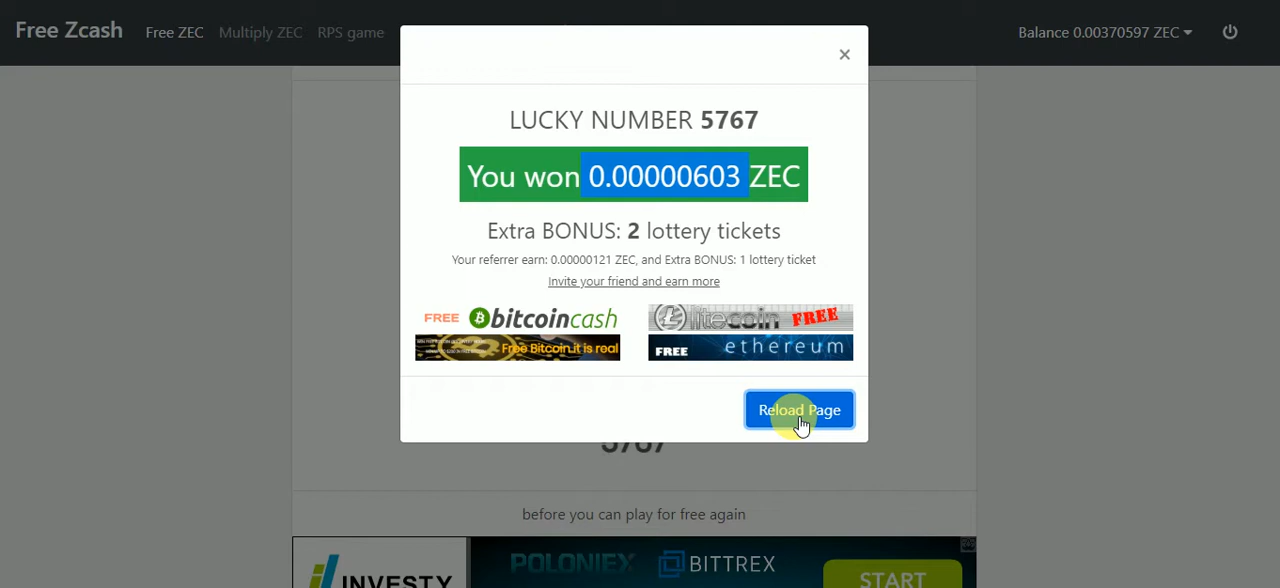 Free Zcash Free ZEC Multiply ZEC RPS game Balance 0.00370597 ZEC
×
LUCKY NUMBER 5767
You won 0.00000603 ZEC
Extra BONUS: 2 lottery tickets
Your referrer earn: 0.00000121 ZEC, and Extra BONUS: 1 lottery ticket
Invite your friend and earn more
FREE bitcoincash litecoin FREE
Free Bitcoin.it is real FREE ethereum
Reload Page
5767
before you can play for free again
INVESTY POLONIEX BITTREX START